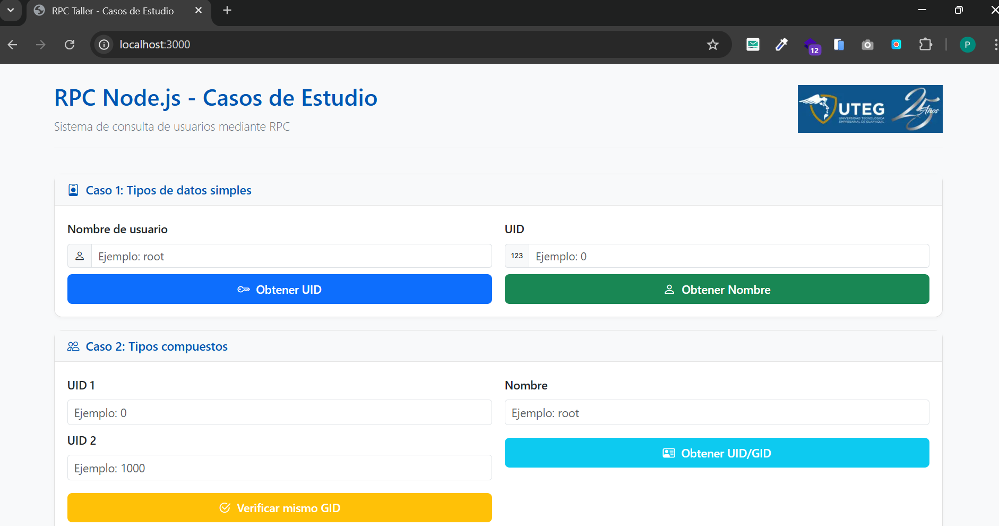 RPC Taller - Casos de Estudio
localhost:3000
12
P
RPC Node.js - Casos de Estudio
Sistema de consulta de usuarios mediante RPC
UTEG
UNIVERSIDAD TECNOLÓGICA
EMPRESARIAL DE GUAYAQUIL
25 Años
Caso 1: Tipos de datos simples
Nombre de usuario
Ejemplo: root
Obtener UID
UID
123
Ejemplo: 0
Obtener Nombre
Caso 2: Tipos compuestos
UID 1
Ejemplo: 0
UID 2
Ejemplo: 1000
Verificar mismo GID
Nombre
Ejemplo: root
Obtener UID/GID